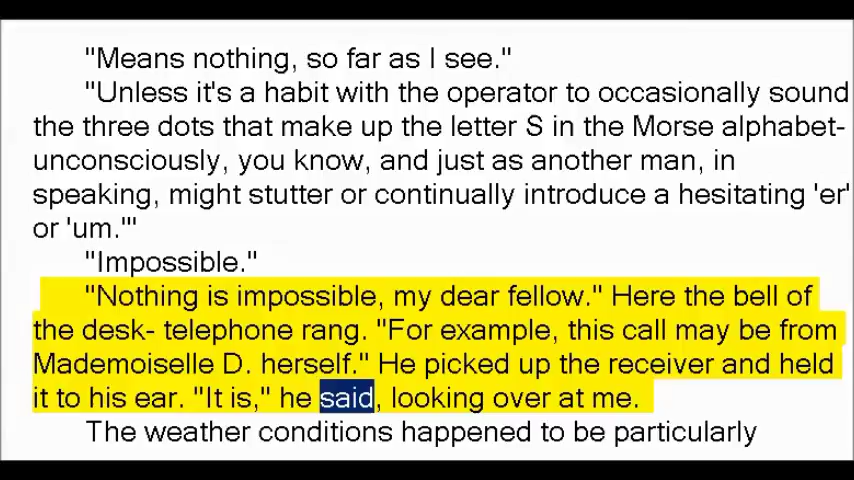 "Means nothing, so far as I see."
"Unless it's a habit with the operator to occasionally sound
the three dots that make up the letter S in the Morse alphabet-
unconsciously, you know, and just as another man, in
speaking, might stutter or continually introduce a hesitating 'er'
or 'um.'"
"Impossible."
"Nothing is impossible, my dear fellow." Here the bell of
the desk- telephone rang. "For example, this call may be from
Mademoiselle D. herself." He picked up the receiver and held
it to his ear. "It is," he said, looking over at me.
The weather conditions happened to be particularly